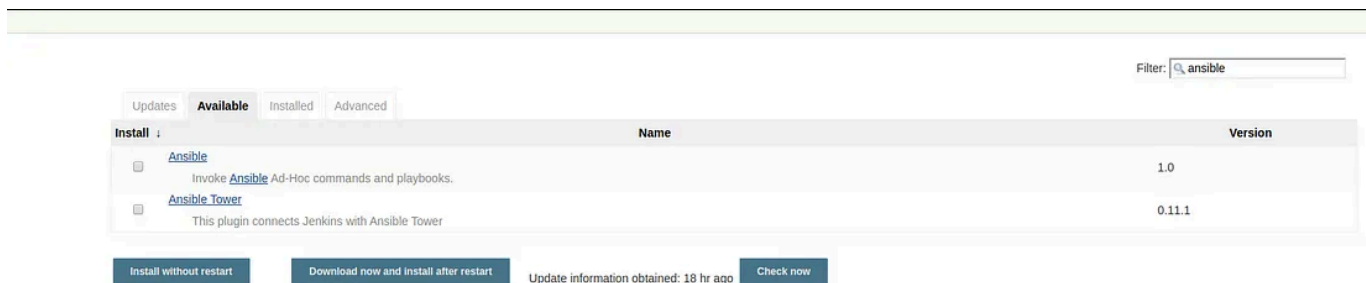 Filter: ansible
Updates Available Installed Advanced
Install ↓ Name Version
Ansible 1.0
Invoke Ansible Ad-Hoc commands and playbooks.
Ansible Tower 0.11.1
This plugin connects Jenkins with Ansible Tower
Install without restart Download now and install after restart Update information obtained: 18 hr ago Check now